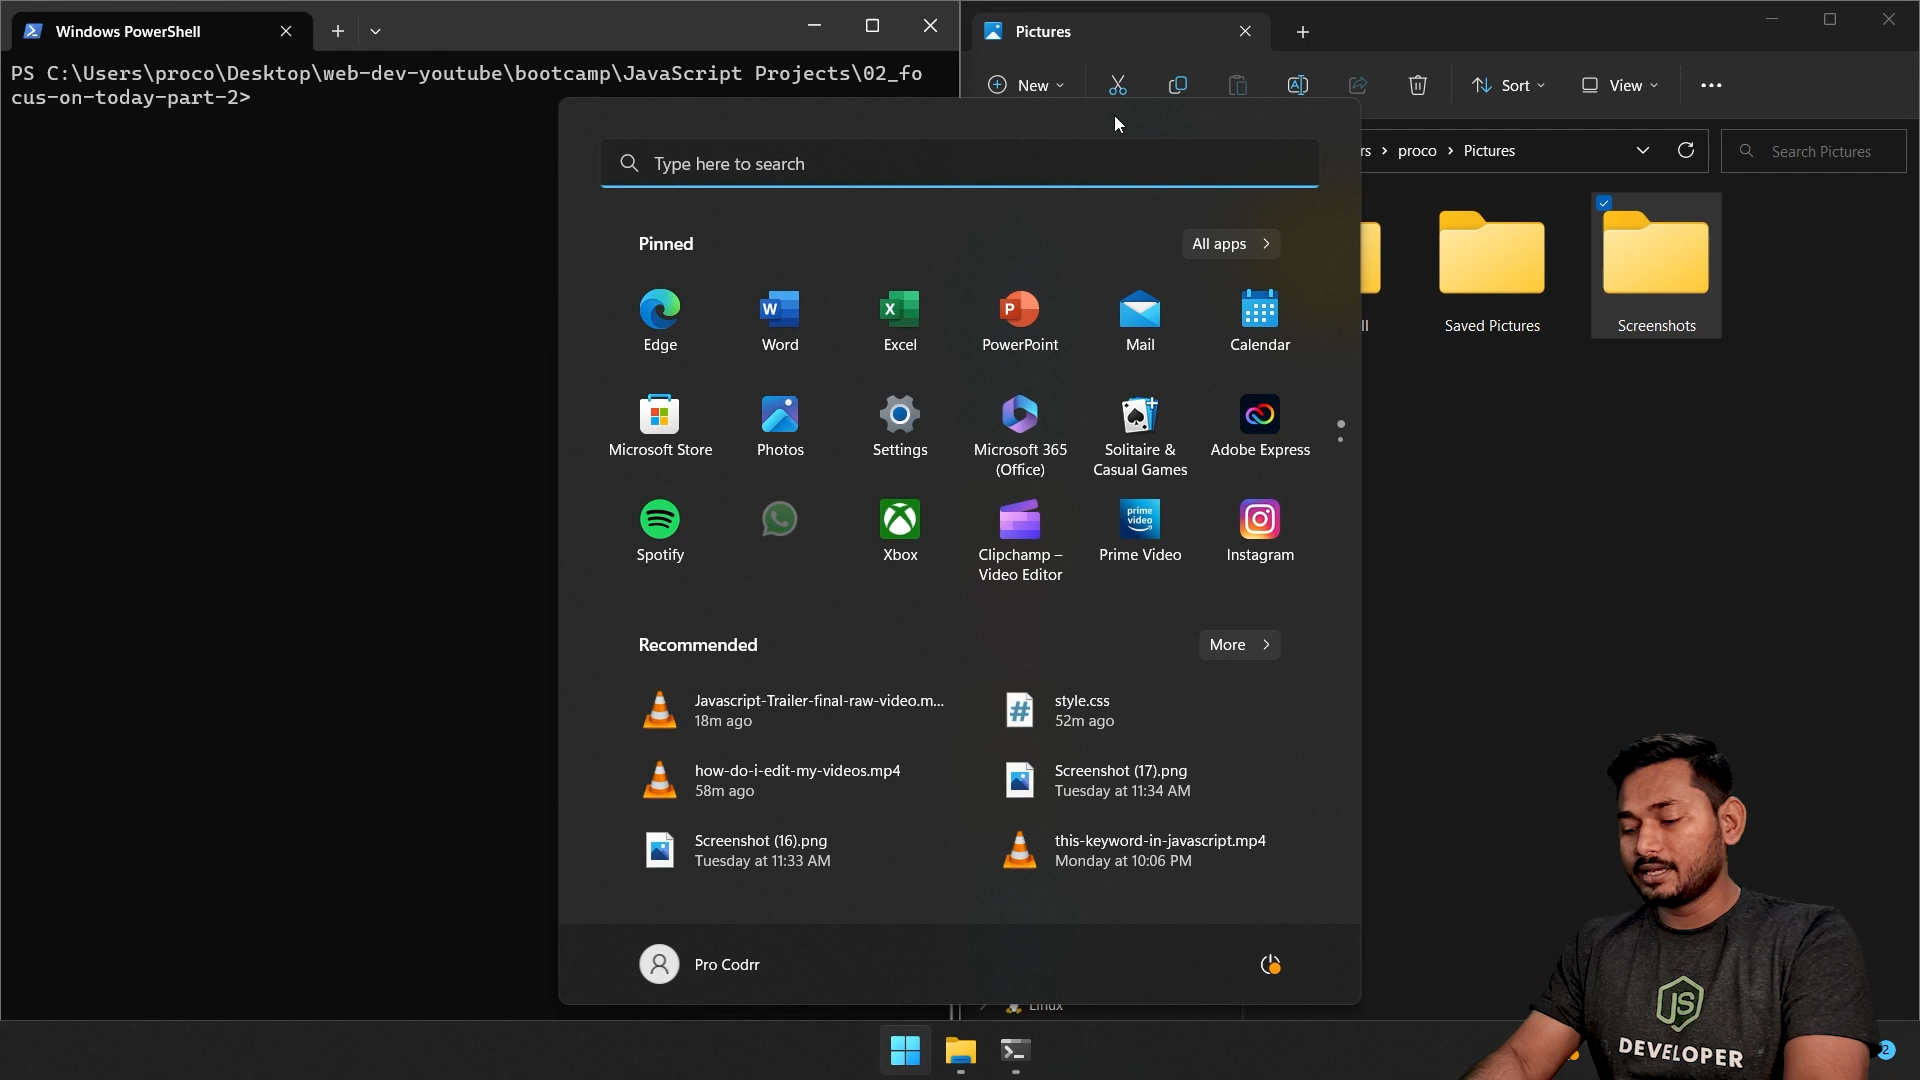 Windows PowerShell
PS C:\Users\proco\Desktop\web-dev-youtube\bootcamp\JavaScript Projects\02_fo
cus-on-today-part-2>
Pictures
New
Sort
View
rs > proco > Pictures
Search Pictures
ll
Saved Pictures
Screenshots
Type here to search
Pinned
All apps
Edge
Word
Excel
PowerPoint
Mail
Calendar
Microsoft Store
Photos
Settings
Microsoft 365
(Office)
Solitaire &
Casual Games
Adobe Express
Spotify
Xbox
Clipchamp –
Video Editor
prime
video
Prime Video
Instagram
Recommended
More
Javascript-Trailer-final-raw-video.m...
18m ago
style.css
52m ago
how-do-i-edit-my-videos.mp4
58m ago
Screenshot (17).png
Tuesday at 11:34 AM
Screenshot (16).png
Tuesday at 11:33 AM
this-keyword-in-javascript.mp4
Monday at 10:06 PM
Pro Codrr
Linux
JS
DEVELOPER
2